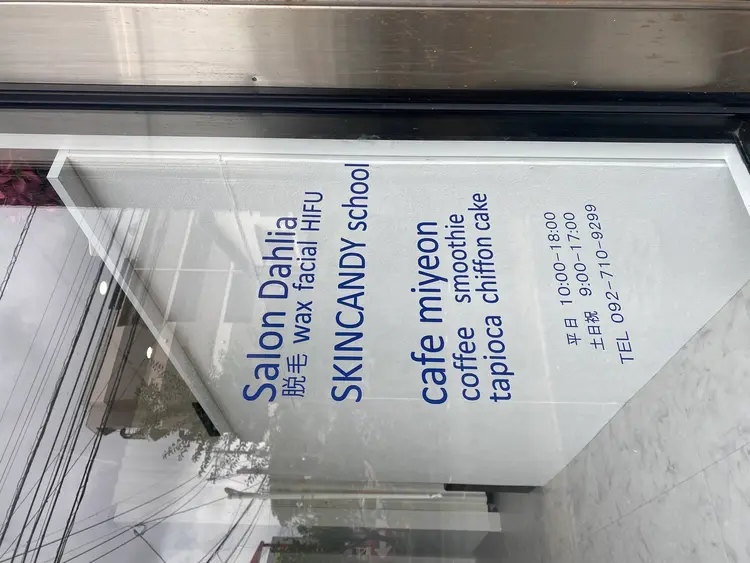 Salon Dahlia
脱毛 wax facial HIFU
SKINCANDY school
cafe miyeon
coffee smoothie
tapioca chiffon cake
平日 10:00-18:00
土日祝 9:00-17:00
TEL 092-710-9299